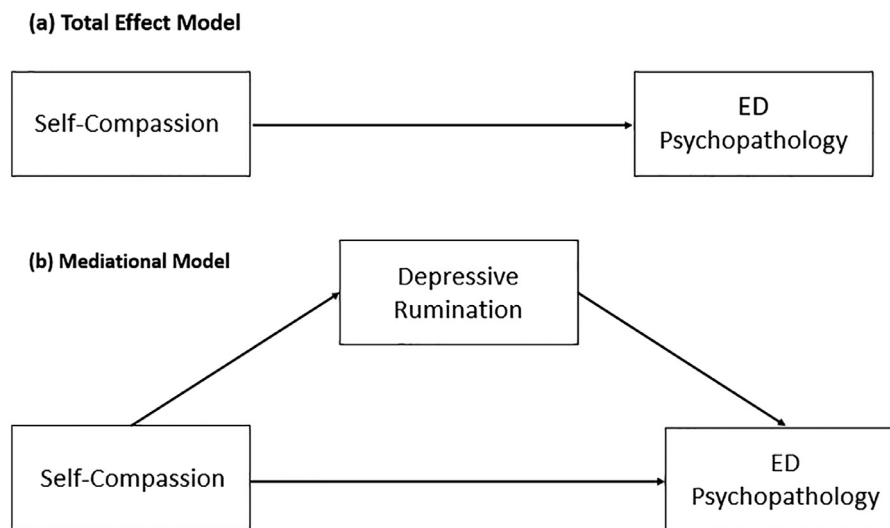 (a) Total Effect Model
Self-Compassion
ED
Psychopathology
(b) Mediational Model
Depressive
Rumination
Self-Compassion
ED
Psychopathology